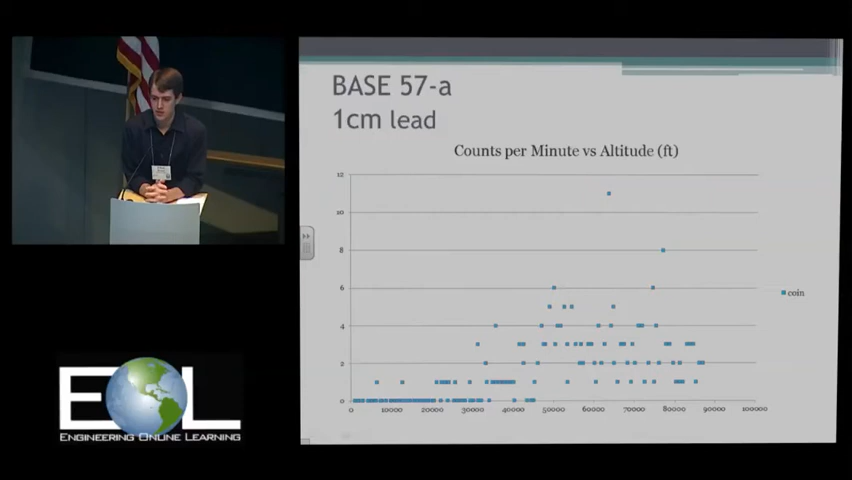 BASE 57-a
1cm lead
Counts per Minute vs Altitude (ft)
12
10
8
6
4
2
0
0 10000 20000 30000 40000 50000 60000 70000 80000 90000 100000
coin
EOL
ENGINEERING ONLINE LEARNING